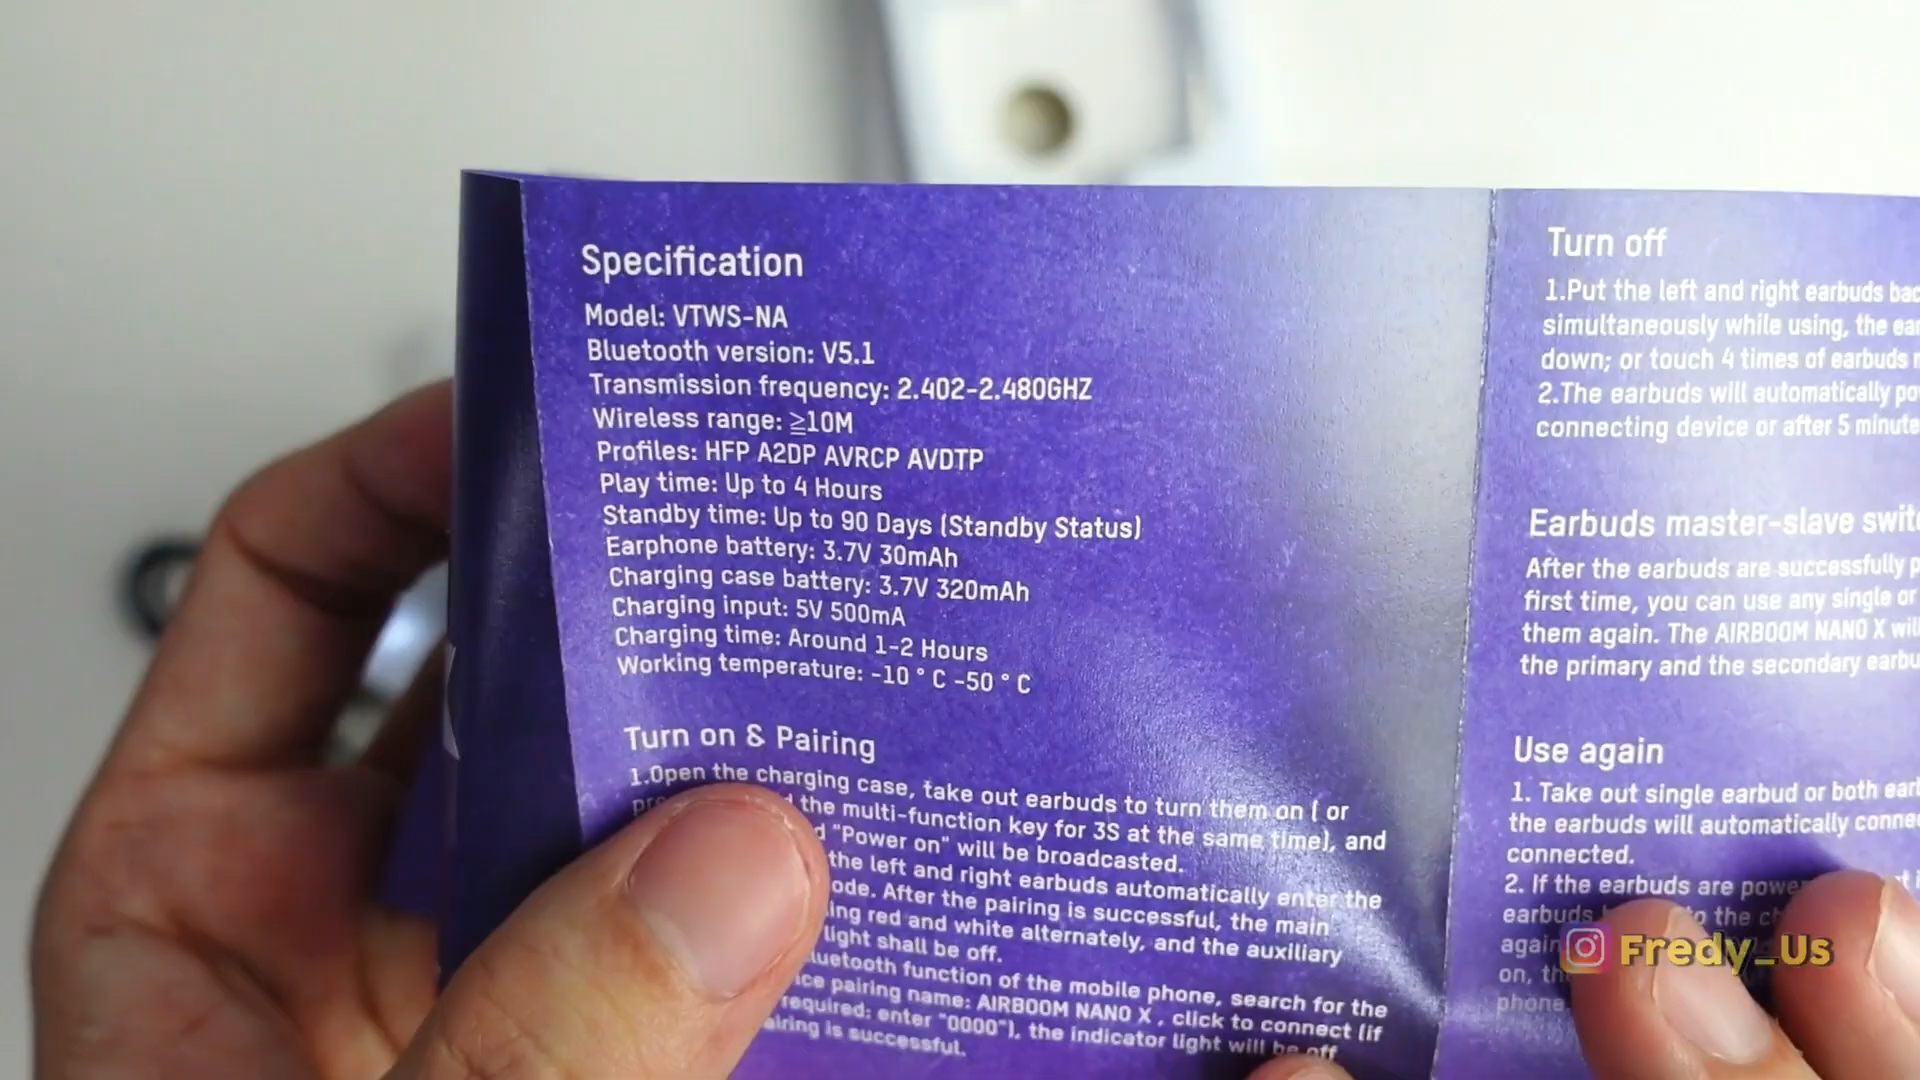 Specification
Model: VTWS-NA
Bluetooth version: V5.1
Transmission frequency: 2.402-2.480GHZ
Wireless range: ≧10M
Profiles: HFP A2DP AVRCP AVDTP
Play time: Up to 4 Hours
Standby time: Up to 90 Days (Standby Status)
Earphone battery: 3.7V 30mAh
Charging case battery: 3.7V 320mAh
Charging input: 5V 500mA
Charging time: Around 1-2 Hours
Working temperature: -10 ° C -50 ° C
Turn on & Pairing
1.Open the charging case, take out earbuds to turn them on ( or
the multi-function key for 3S at the same time), and
"Power on" will be broadcasted.
the left and right earbuds automatically enter the
After the pairing is successful, the main
red and white alternately, and the auxiliary
light shall be off.
function of the mobile phone, search for the
pairing name: AIRBOOM NANO X , click to connect (if
required: enter "0000"), the indicator light will be off
is successful.
Turn off
1.Put the left and right earbuds
simultaneously while using, the
down; or touch 4 times of earbuds
2.The earbuds will automatically
connecting device or after 5
Earbuds master-slave
After the earbuds are successfully
first time, you can use any single or
them again. The AIRBOOM NANO X
the primary and the secondary
Use again
1. Take out single earbud or both
the earbuds will automatically
connected.
2. If the earbuds are
earbuds to the
again
on,
phone.
Fredy_Us